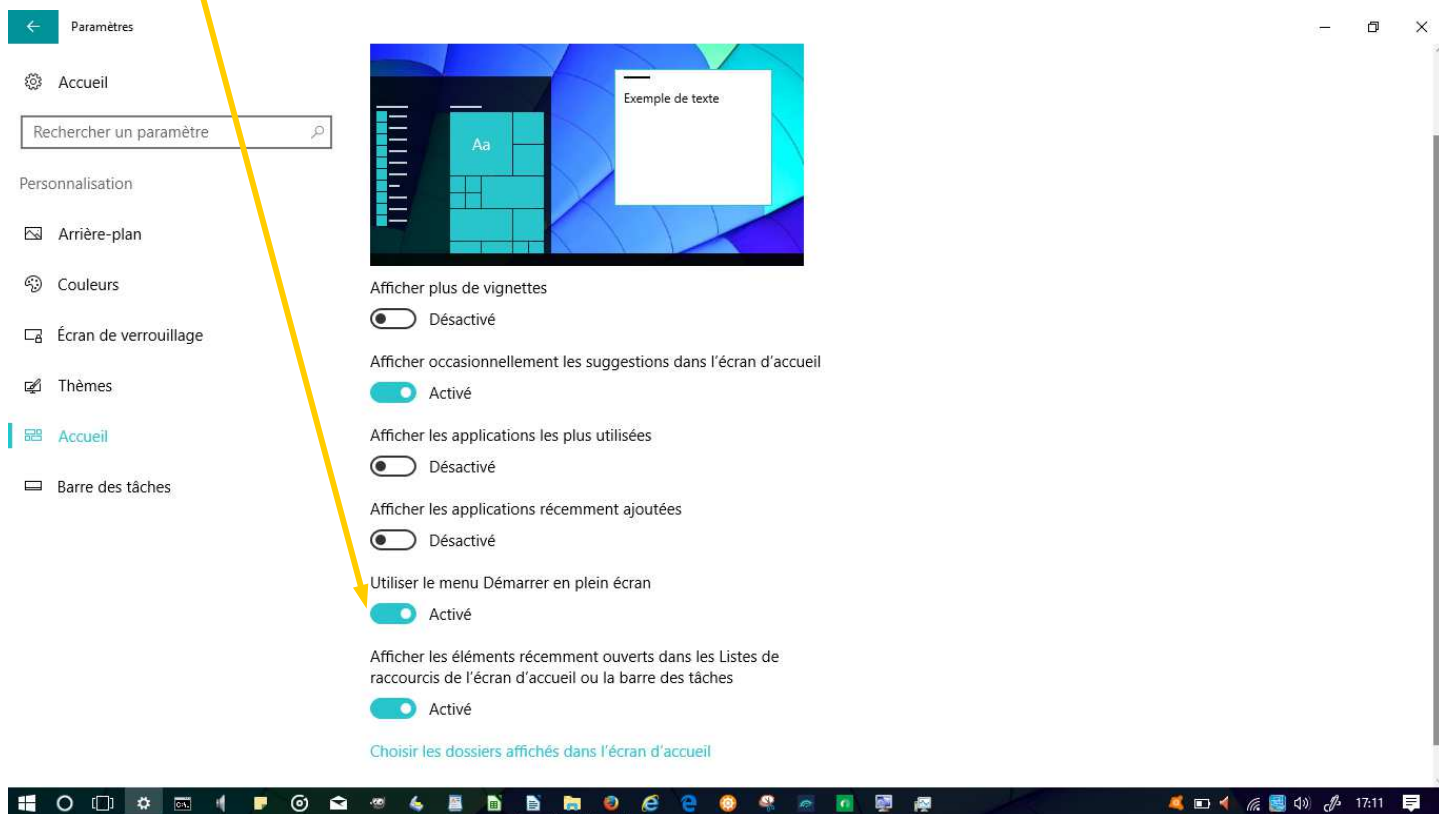 Paramètres
Accueil
Rechercher un paramètre
Personnalisation
Arrière-plan
Couleurs
Écran de verrouillage
Thèmes
Accueil
Barre des tâches
Exemple de texte
Aa
Afficher plus de vignettes
Désactivé
Afficher occasionnellement les suggestions dans l'écran d'accueil
Activé
Afficher les applications les plus utilisées
Désactivé
Afficher les applications récemment ajoutées
Désactivé
Utiliser le menu Démarrer en plein écran
Activé
Afficher les éléments récemment ouverts dans les Listes de
raccourcis de l'écran d'accueil ou la barre des tâches
Activé
Choisir les dossiers affichés dans l'écran d'accueil
17:11